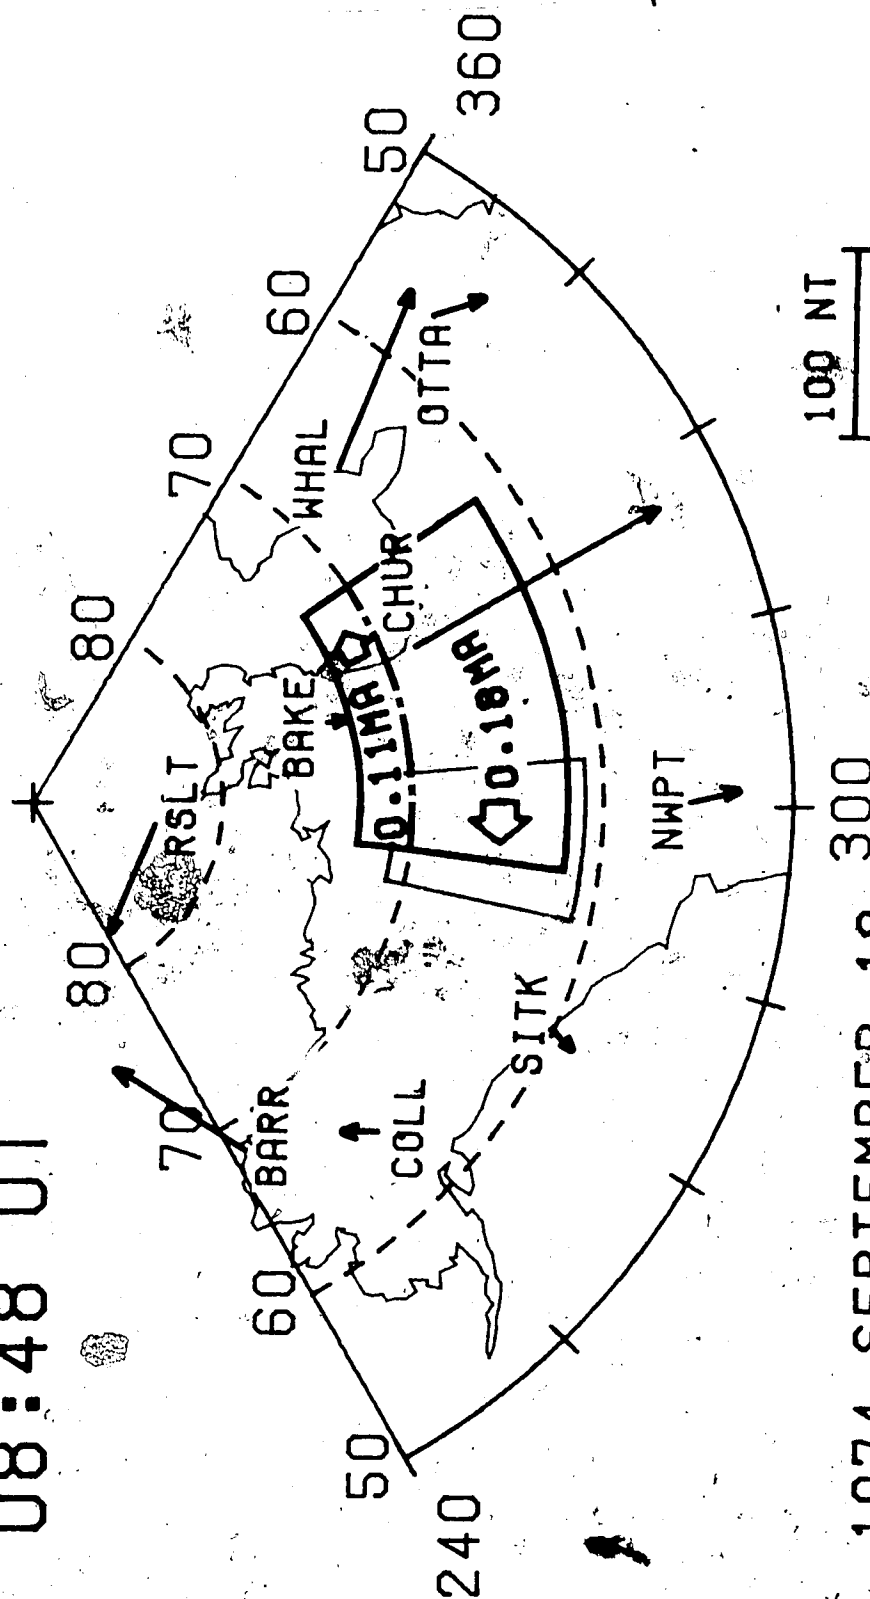 08:48 UT
80
80
RSLT
70
70
BARR
60
60
BAKE
WHAL
50
50
0.11MA
CHUR
COLL
OTTA
240
360
0.18MA
SITK
NWPT
100 NT
300
1974 SEPTEMBER 18